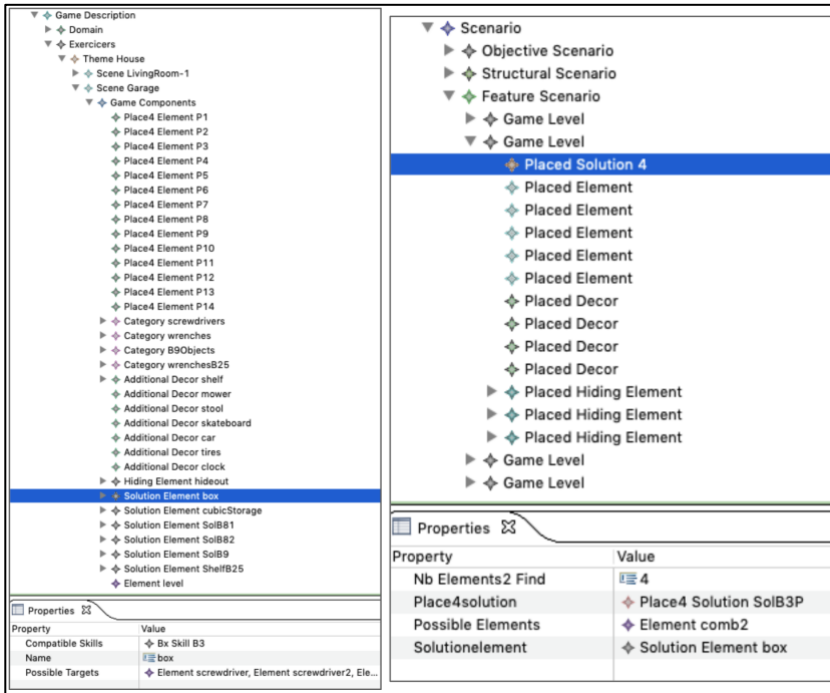 Game Description
Domain
Exercicers
Theme House
Scene LivingRoom-1
Scene Garage
Game Components
Place4 Element P1
Place4 Element P2
Place4 Element P3
Place4 Element P4
Place4 Element P5
Place4 Element P6
Place4 Element P7
Place4 Element P8
Place4 Element P9
Place4 Element P10
Place4 Element P11
Place4 Element P12
Place4 Element P13
Place4 Element P14
Category screwdrivers
Category wrenches
Category B9Objects
Category wrenchesB25
Additional Decor shelf
Additional Decor mower
Additional Decor stool
Additional Decor skateboard
Additional Decor car
Additional Decor tires
Additional Decor clock
Hiding Element hideout
Solution Element box
Solution Element cubicStorage
Solution Element SolB81
Solution Element SolB82
Solution Element SolB9
Solution Element ShelfB25
Element level
Properties
Property Value
Compatible Skills Bx Skill B3
Name box
Possible Targets Element screwdriver, Element screwdriver2, Ele...
Scenario
Objective Scenario
Structural Scenario
Feature Scenario
Game Level
Game Level
Placed Solution 4
Placed Element
Placed Element
Placed Element
Placed Element
Placed Element
Placed Decor
Placed Decor
Placed Decor
Placed Decor
Placed Hiding Element
Placed Hiding Element
Placed Hiding Element
Game Level
Game Level
Properties
Property Value
Nb Elements2 Find 4
Place4solution Place4 Solution SolB3P
Possible Elements Element comb2
Solutionelement Solution Element box